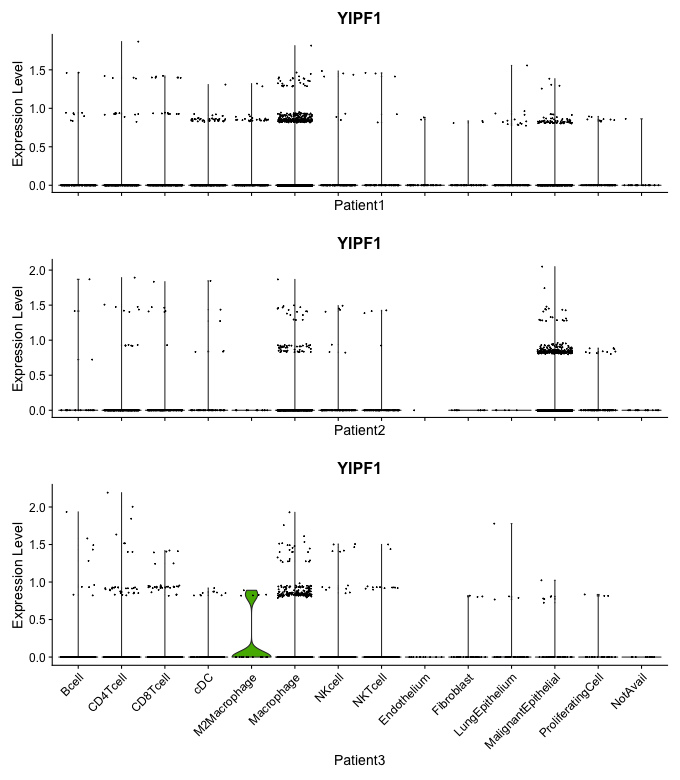 YIPF1
Expression Level
1.5
1.0
0.5
0.0
Patient1
YIPF1
Expression Level
2.0
1.5
1.0
0.5
0.0
Patient2
YIPF1
Expression Level
2.0
1.5
1.0
0.5
0.0
Bcell
CD4Tcell
CD8Tcell
cDC
M2Macrophage
Macrophage
NKcell
NKTcell
Endothelium
Fibroblast
LungEpithelium
MalignantEpithelial
ProliferatingCell
NotAvail
Patient3